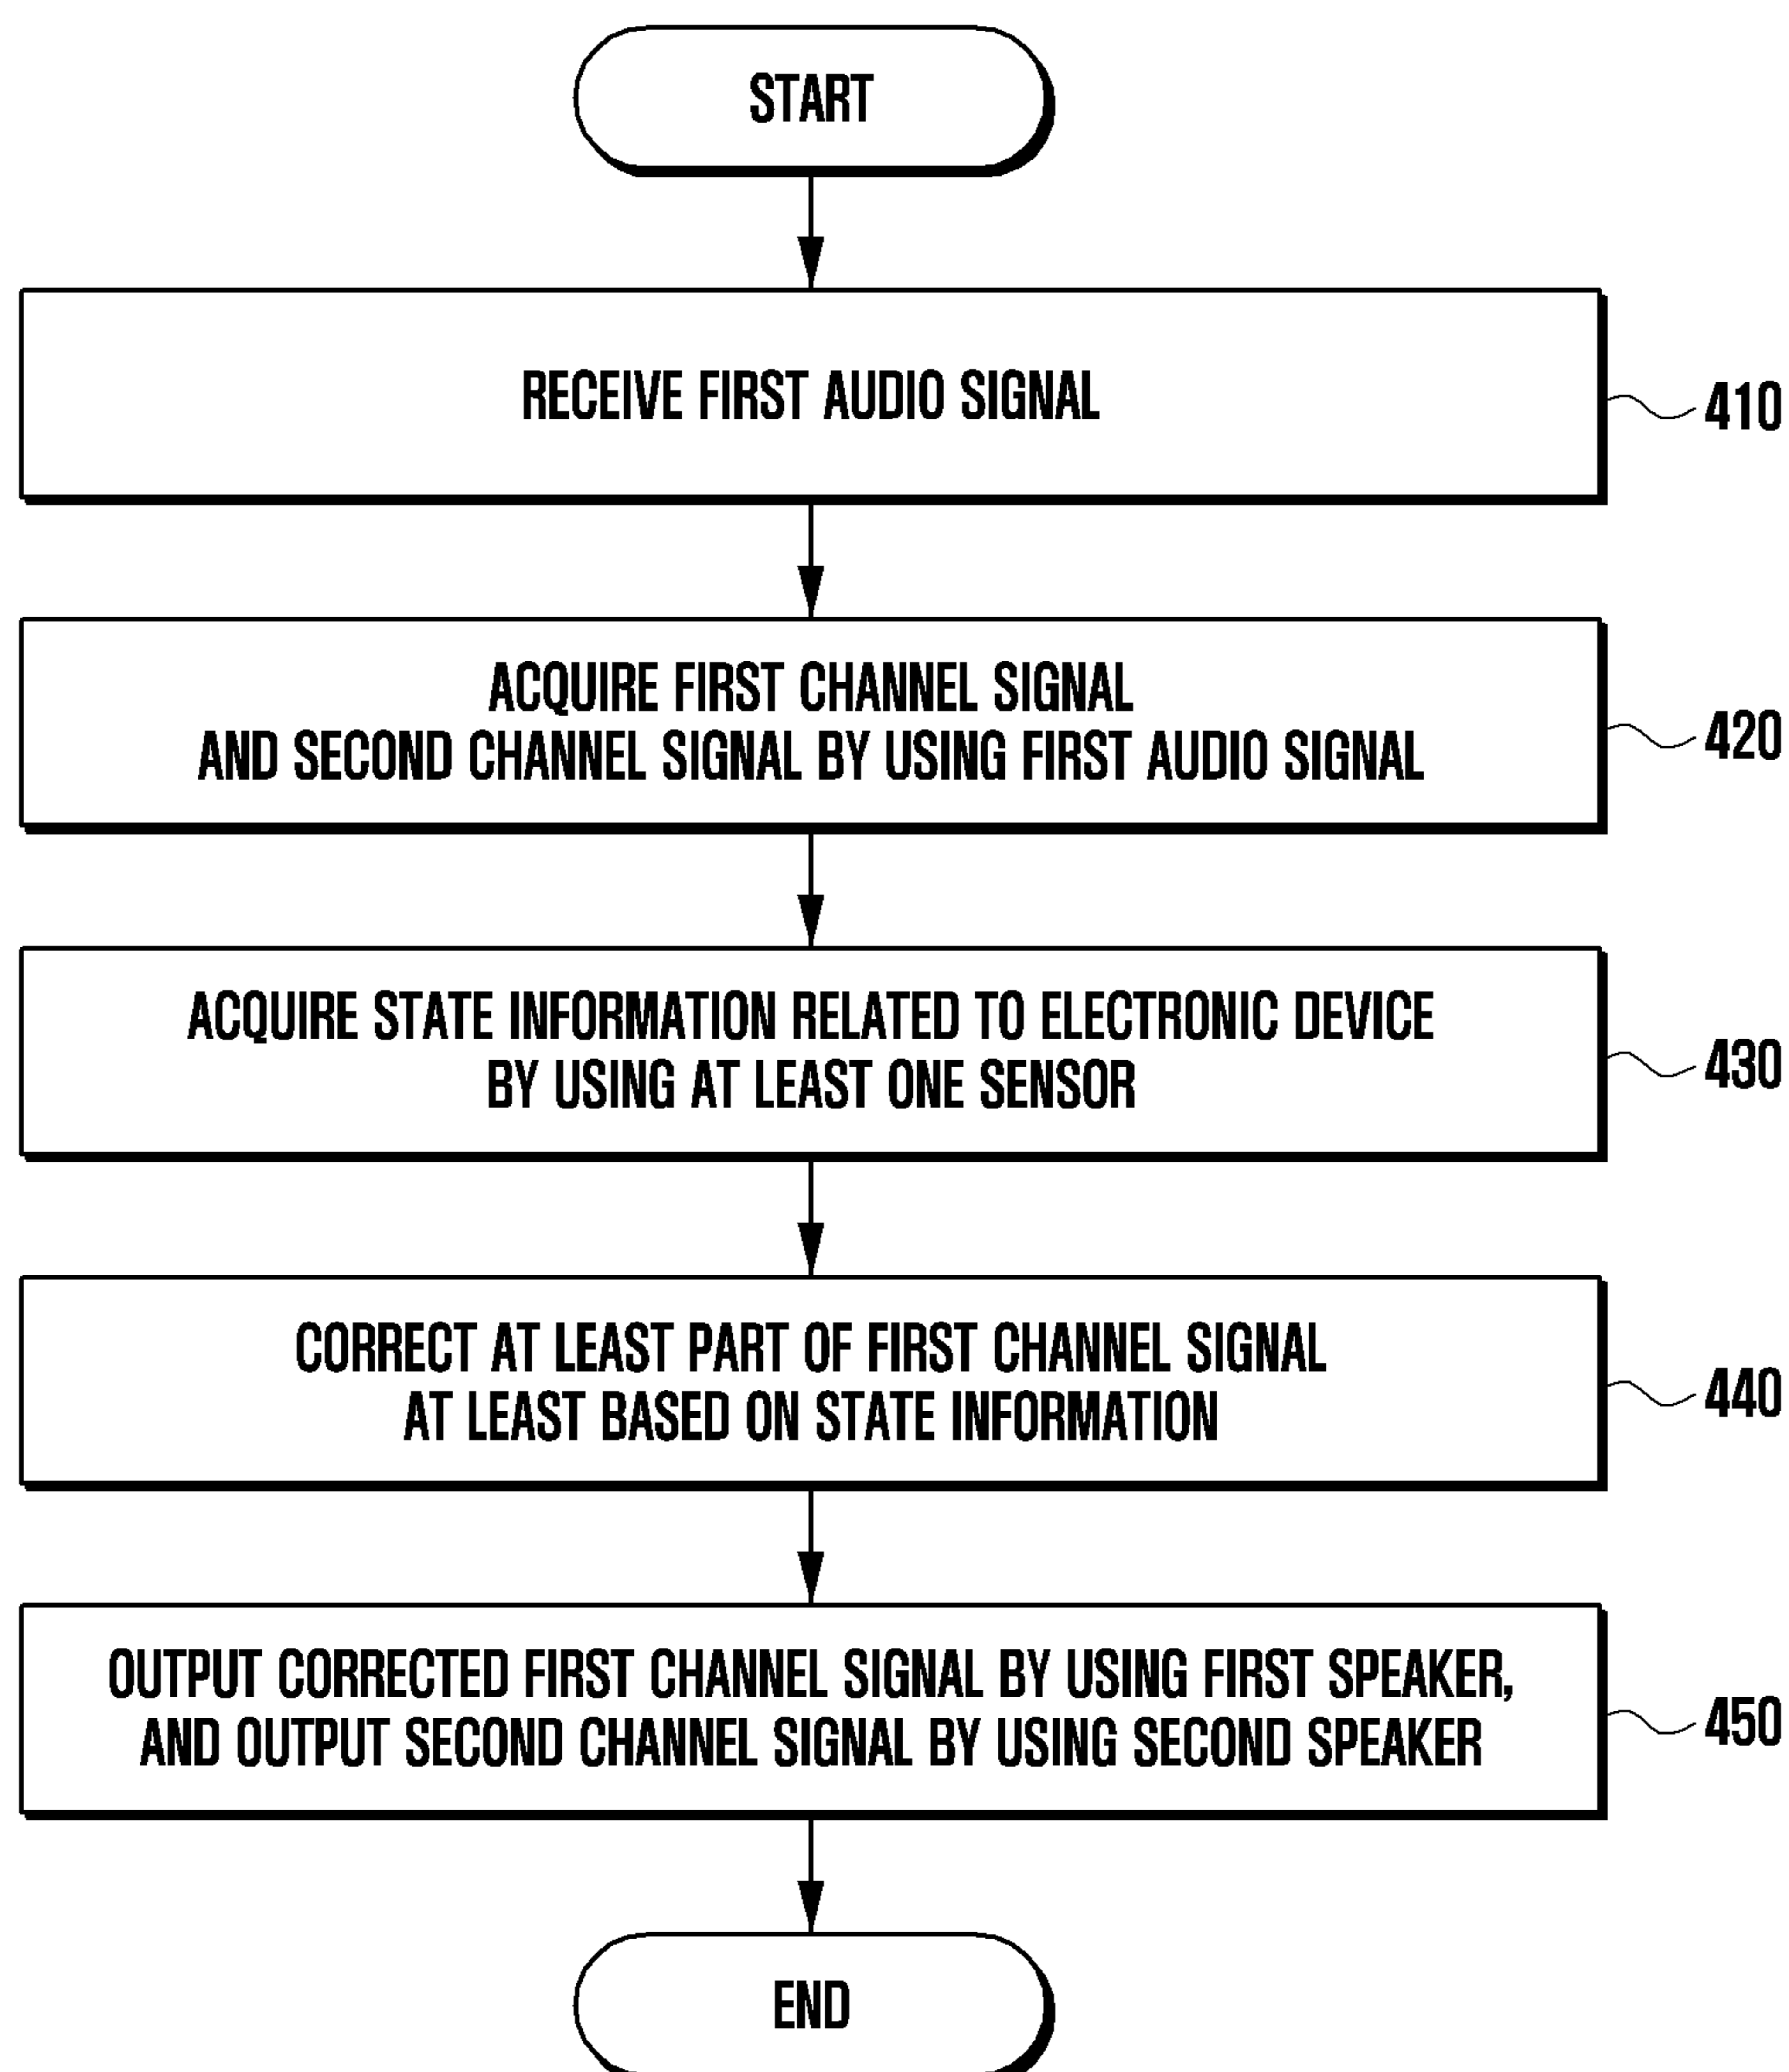 START
RECEIVE FIRST AUDIO SIGNAL
410
ACQUIRE FIRST CHANNEL SIGNAL
AND SECOND CHANNEL SIGNAL BY USING FIRST AUDIO SIGNAL
420
ACQUIRE STATE INFORMATION RELATED TO ELECTRONIC DEVICE
BY USING AT LEAST ONE SENSOR
430
CORRECT AT LEAST PART OF FIRST CHANNEL SIGNAL
AT LEAST BASED ON STATE INFORMATION
440
OUTPUT CORRECTED FIRST CHANNEL SIGNAL BY USING FIRST SPEAKER,
AND OUTPUT SECOND CHANNEL SIGNAL BY USING SECOND SPEAKER
450
END